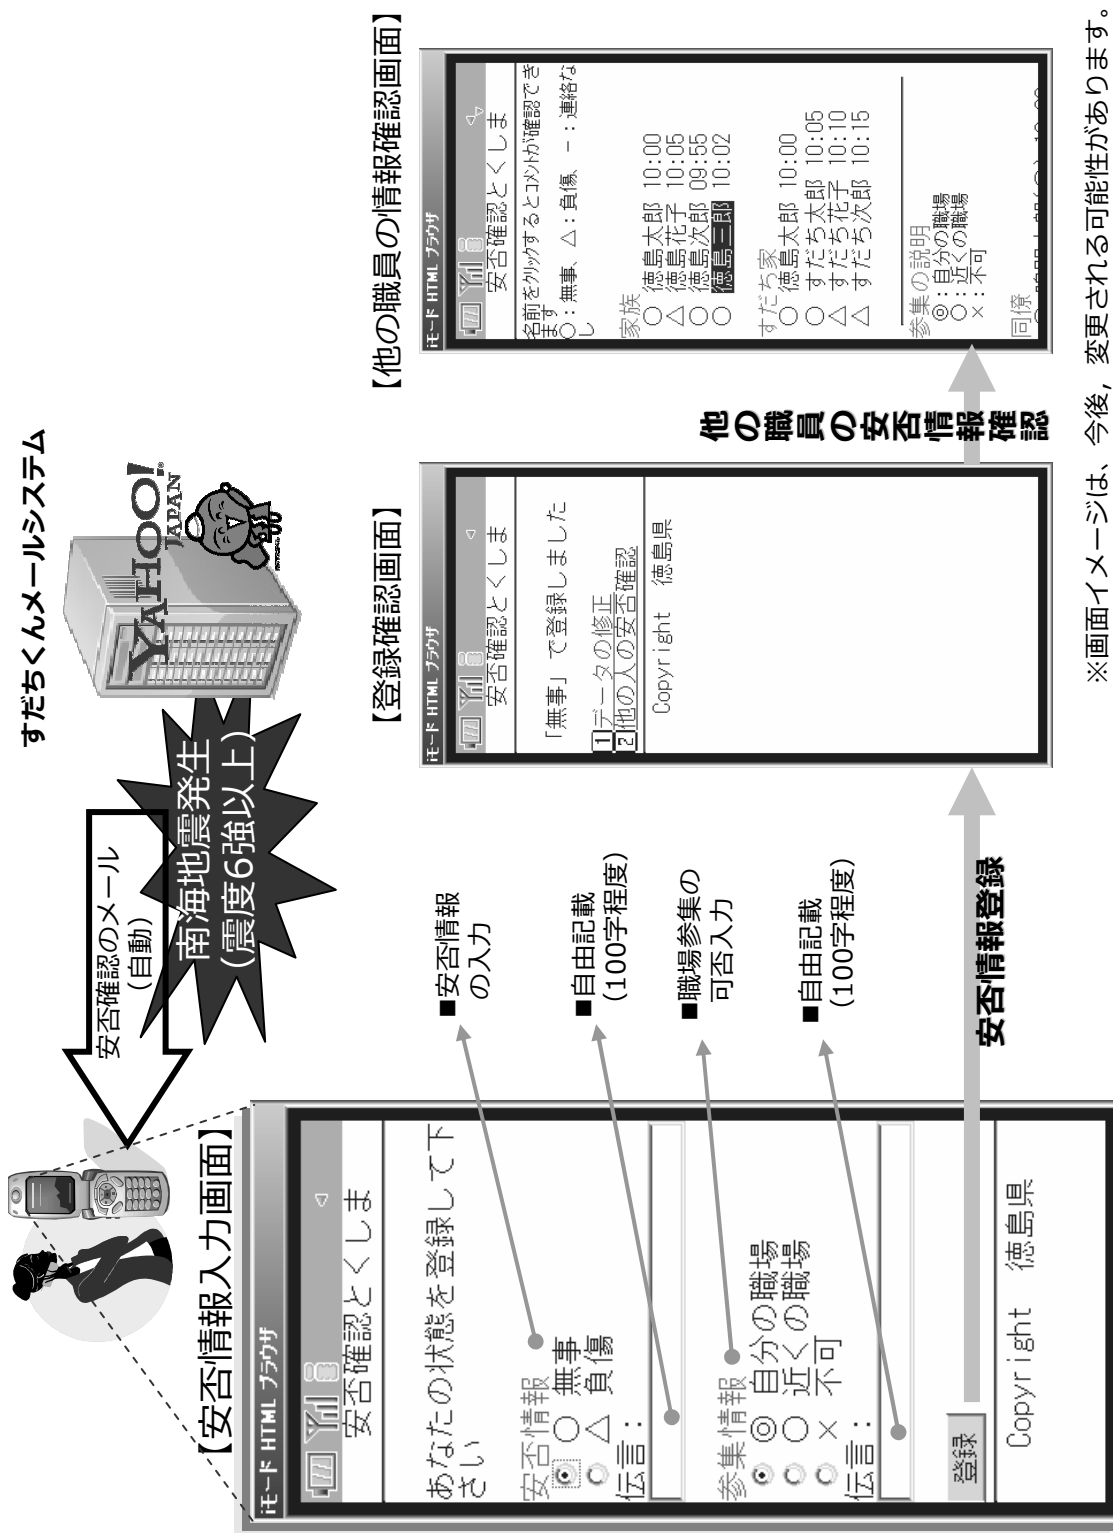 すだちくんメールシステム
YAHOO!
JAPAN
南海地震発生
(震度6強以上)
安否確認のメール
(自動)
【安否情報入力画面】
iモード HTML ブラウザ
安否確認とくしま
あなたの状態を登録して下
さい
安否情報
○ 無事
△ 負傷
伝言:
参集情報
◎ 自分の職場
○ 近くの職場
× 不可
伝言:
登録
Copyright 徳島県
■安否情報
の入力
■自由記載
(100字程度)
■職場参集の
可否入力
■自由記載
(100字程度)
安否情報登録
【登録確認画面】
iモード HTML ブラウザ
安否確認とくしま
「無事」で登録しました
1データの修正
2他の人の安否確認
Copyright 徳島県
他の職員の安否情報確認
【他の職員の情報確認画面】
iモード HTML ブラウザ
安否確認とくしま
名前をクリックするとコメントが確認でき
ます
○:無事、△:負傷、－:連絡な
し
家族
○ 徳島太郎 10:00
△ 徳島花子 10:05
○ 徳島次郎 09:55
○ 徳島三郎 10:02
すだち家
○ 徳島太郎 10:00
○ すだち太郎 10:05
△ すだち花子 10:10
△ すだち次郎 10:15
参集の説明
◎:自分の職場
○:近くの職場
×:不可
同僚
※画面イメージは、今後，変更される可能性があります。